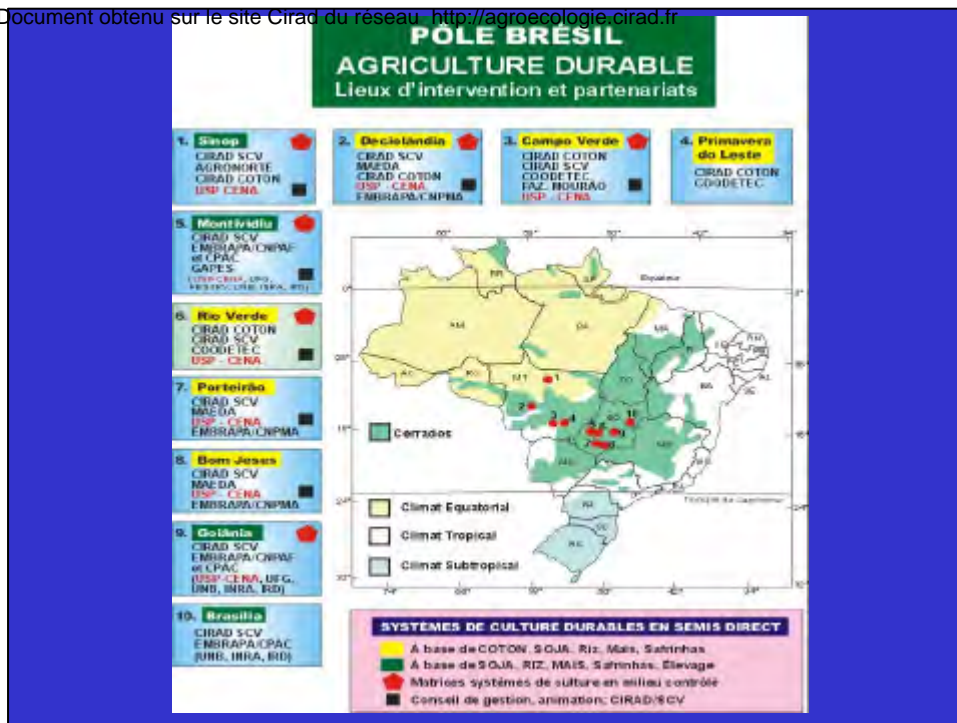 Document obtenu sur le site Cirad du réseau http://agroecologie.cirad.fr
PÔLE BRÉSIL
AGRICULTURE DURABLE
Lieux d'intervention et partenariats
1. Sinop
CIRAD SCV
AGRONORTE
CIRAD COTON
USP CENA
2. Deciolândia
CIRAD SCV
MAEDA
CIRAD COTON
USP - CENA
EMBRAPA/CNPMA
3. Campo Verde
CIRAD COTON
CIRAD SCV
COODETEC
FAZ. MOURÃO
USP - CENA
4. Primavera
do Leste
CIRAD COTON
COODETEC
5. Montividiu
CIRAD SCV
EMBRAPA/CNPAF
et CPAC
GAPES
6. Rio Verde
CIRAD COTON
CIRAD SCV
COODETEC
USP - CENA
7. Porteirão
CIRAD SCV
MAEDA
USP - CENA
EMBRAPA/CNPMA
8. Bom Jesus
CIRAD SCV
MAEDA
USP - CENA
EMBRAPA/CNPMA
9. Goiânia
CIRAD SCV
EMBRAPA/CNPAF
et CPAC
(USP-CENA, UFG,
UNB, INRA, IRD)
10. Brasília
CIRAD SCV
EMBRAPA/CPAC
(UNB, INRA, IRD)
Equateur
Cerrados
Climat Equatorial
Climat Tropical
Climat Subtropical
SYSTÈMES DE CULTURE DURABLES EN SEMIS DIRECT
À base de COTON, SOJA, Riz, Maïs, Safrinhas
À base de SOJA, RIZ, MAÏS, Safrinhas, Élevage
Matrices systèmes de culture en milieu contrôlé
Conseil de gestion, animation, CIRAD/SCV